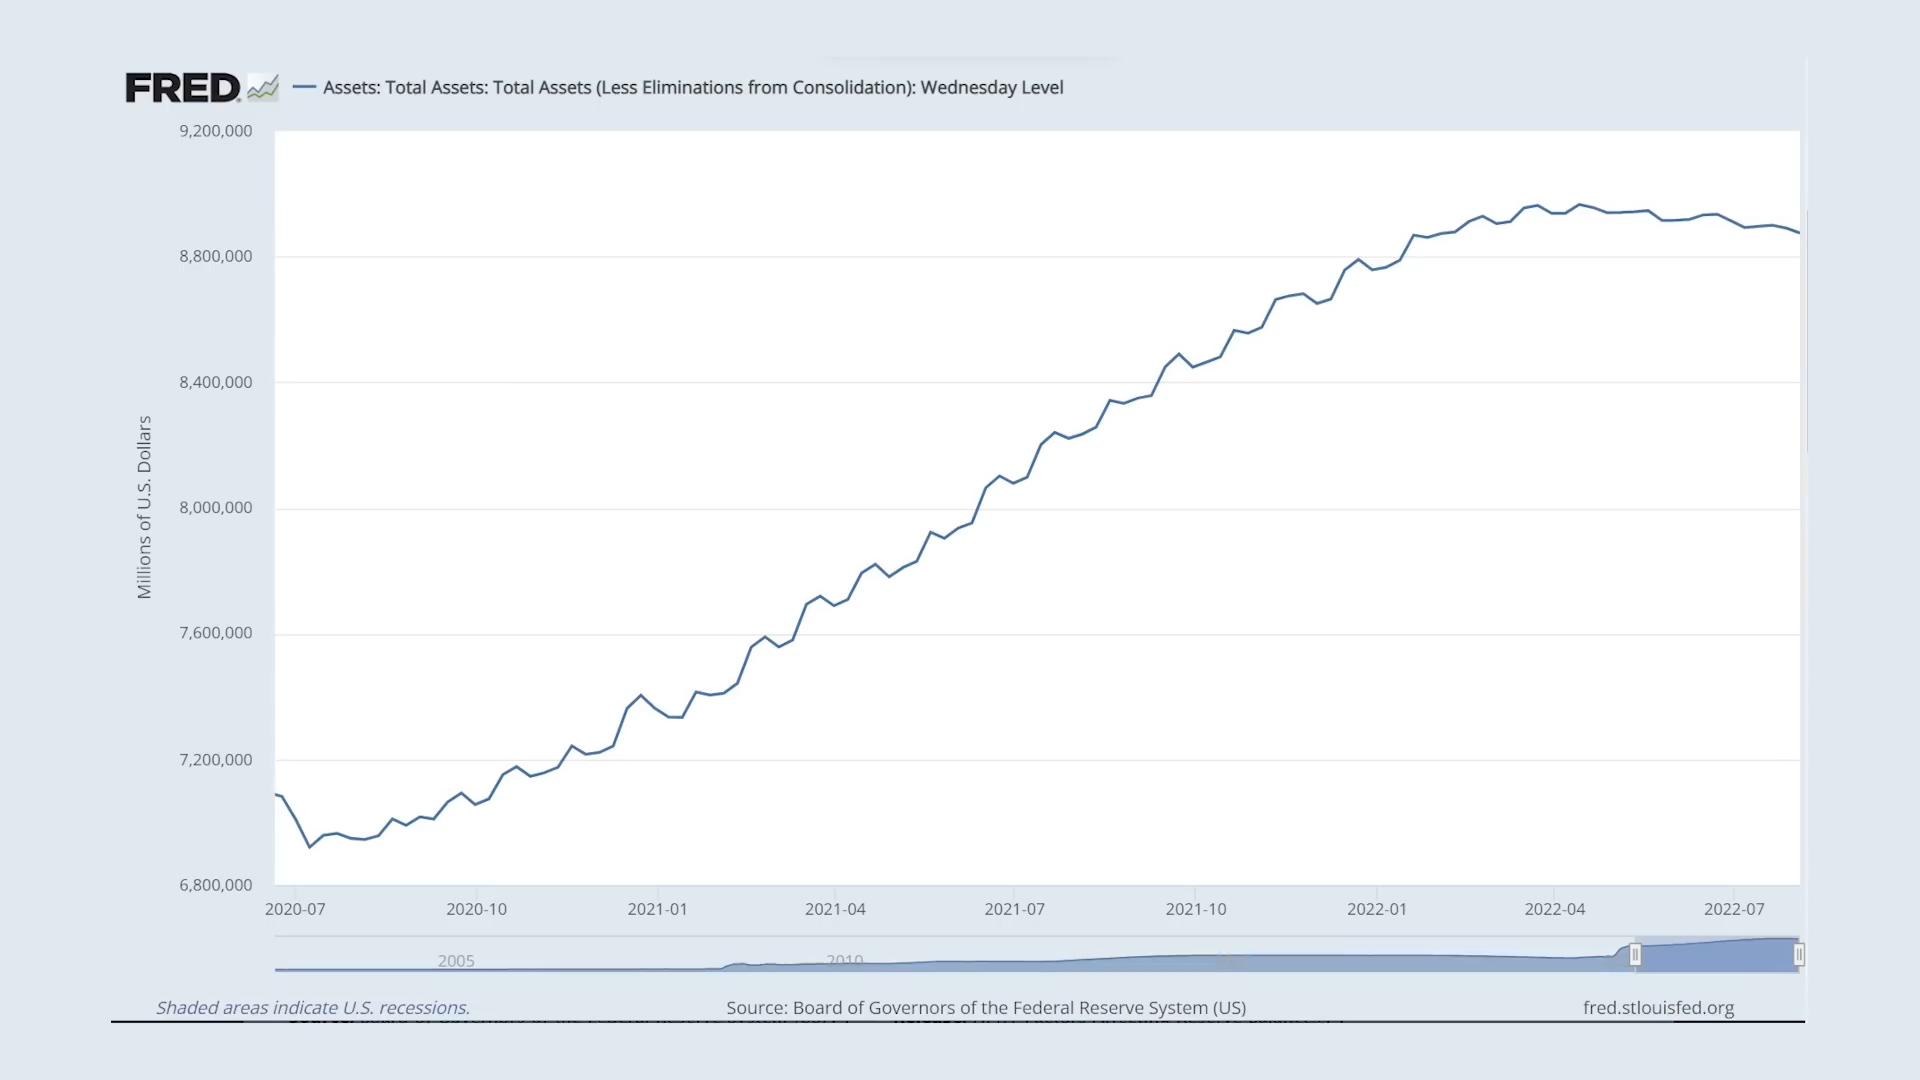 FRED
Assets: Total Assets: Total Assets (Less Eliminations from Consolidation): Wednesday Level
9,200,000
8,800,000
8,400,000
8,000,000
7,600,000
7,200,000
6,800,000
Millions of U.S. Dollars
2020-07 2020-10 2021-01 2021-04 2021-07 2021-10 2022-01 2022-04 2022-07
2005 2010
Shaded areas indicate U.S. recessions. Source: Board of Governors of the Federal Reserve System (US) fred.stlouisfed.org